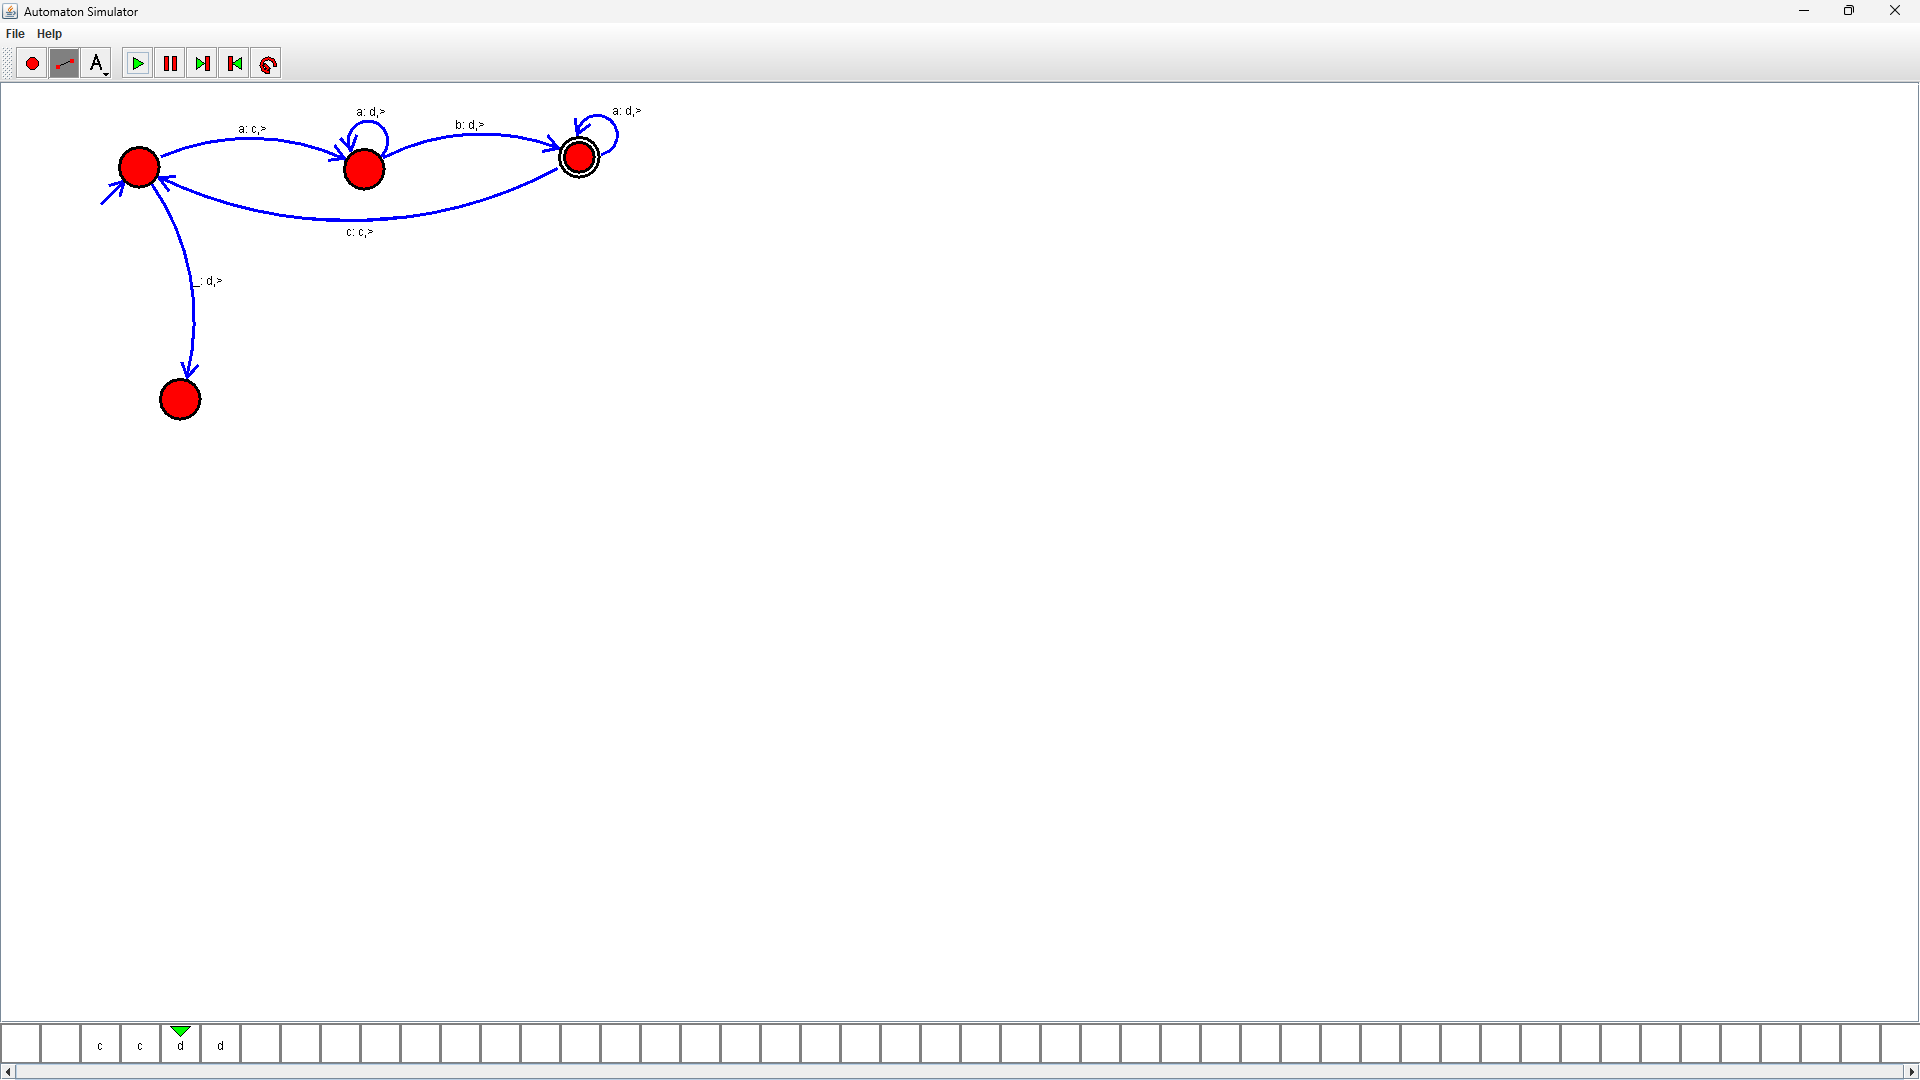 Automaton Simulator
File Help
A
a: d,>
a: d,>
a: c,>
b: d,>
c: c,>
_: d,>
c c d d